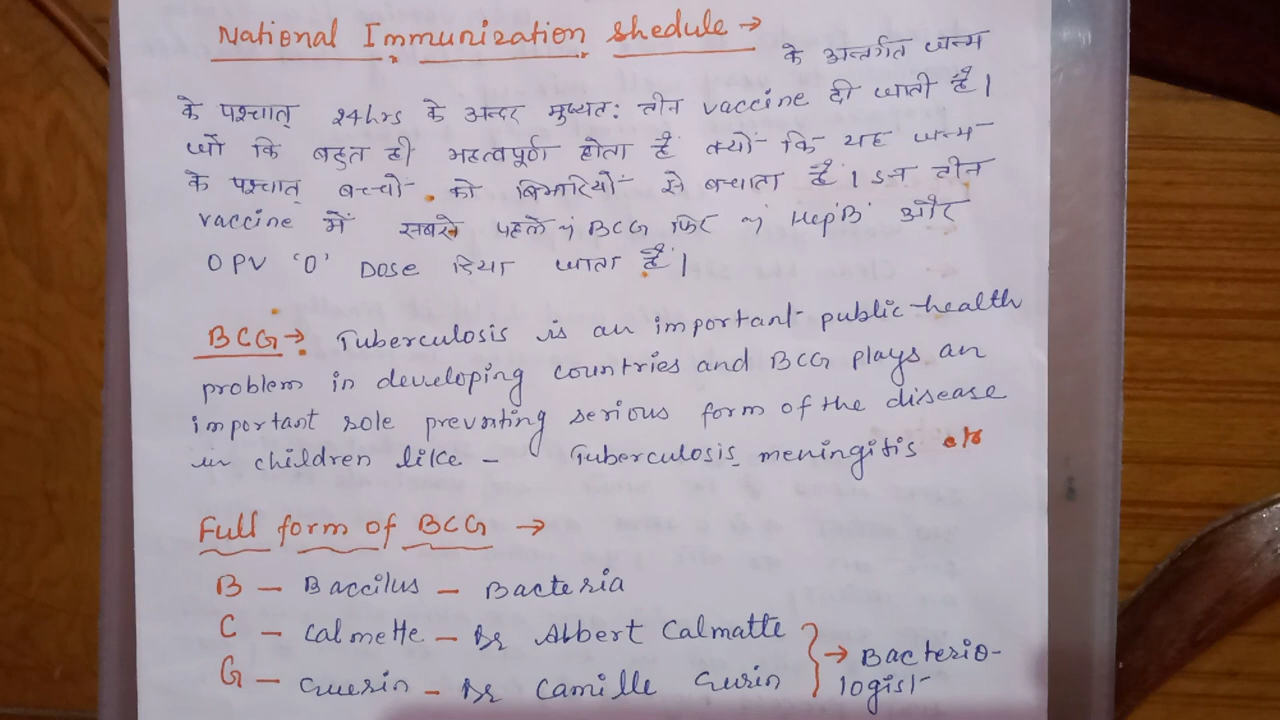 National Immunization Shedule →
के अन्तर्गत जन्म
के पश्चात् 24hrs के अन्दर मुख्यत: तीन vaccine दी जाती है।
जो कि बहुत ही महत्वपूर्ण होता है क्यों कि यह जन्म
के पश्चात् बच्चों को बिमारियों से बचाता है। इन तीन
vaccine में सबसे पहले BCG फिर Hep'B' और
OPV 'O' Dose दिया जाता है।
BCG → Tuberculosis is an important public health
problem in developing countries and BCG plays an
important role preventing serious form of the disease
in children like - Tuberculosis meningitis etc
Full form of BCG →
B - Baccilus - Bacteria
C - Calmette - Dr Albert Calmatte
G - Guerin - Dr Camille Gurin } → Bacterio-
logist